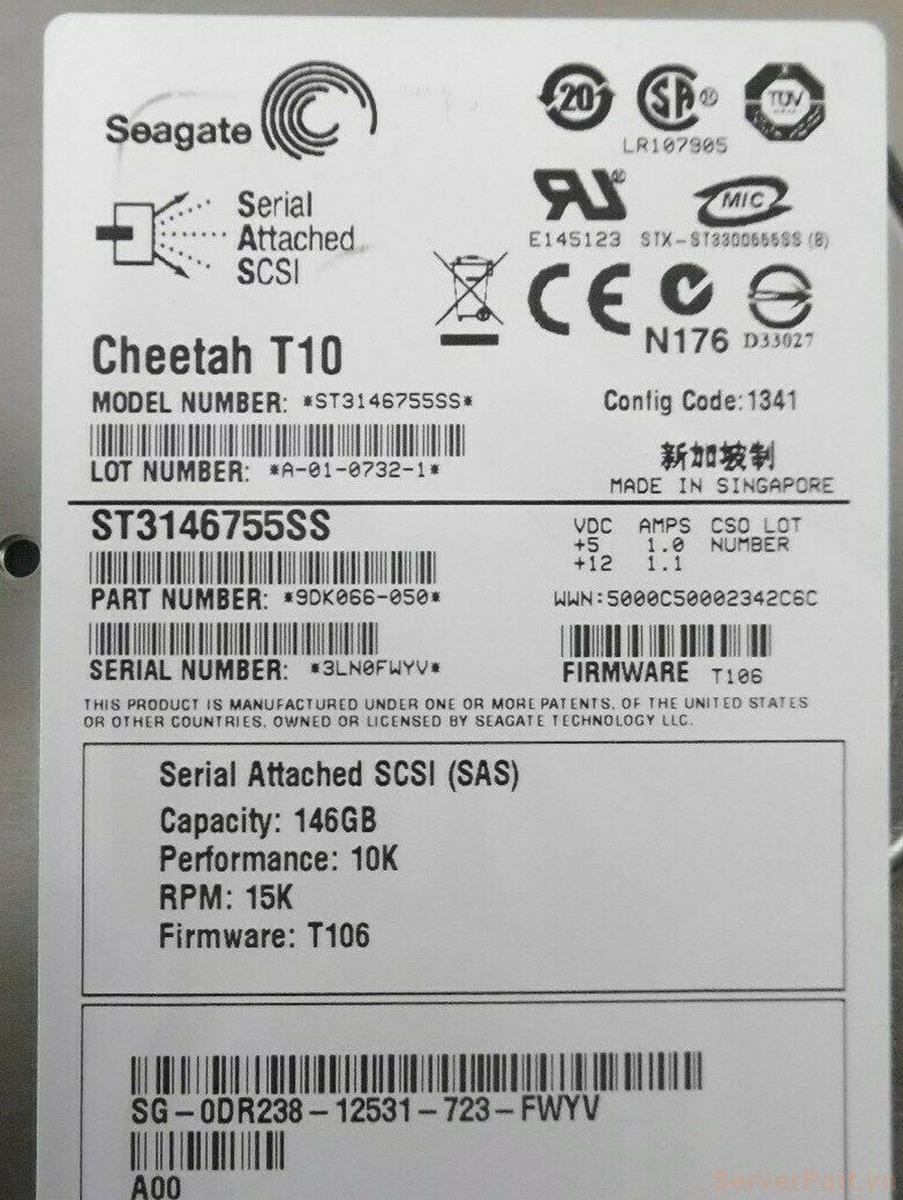 Seagate
20
SA
TUV
LR107905
Serial
Attached
SCSI
MIC
E145123 STX-ST3300655SS (B)
CE
N176 D33027
Cheetah T10
MODEL NUMBER: *ST3146755SS*
Config Code:1341
LOT NUMBER: *A-01-0732-1*
新加坡制
MADE IN SINGAPORE
ST3146755SS
VDC AMPS CSO LOT
+5 1.0 NUMBER
+12 1.1
PART NUMBER: *9DK066-050*
WWN:5000C50002342C6C
SERIAL NUMBER: *3LN0FWYV*
FIRMWARE T106
THIS PRODUCT IS MANUFACTURED UNDER ONE OR MORE PATENTS, OF THE UNITED STATES
OR OTHER COUNTRIES, OWNED OR LICENSED BY SEAGATE TECHNOLOGY LLC.
Serial Attached SCSI (SAS)
Capacity: 146GB
Performance: 10K
RPM: 15K
Firmware: T106
SG-0DR238-12531-723-FWYV
A00
ServerPart.vn